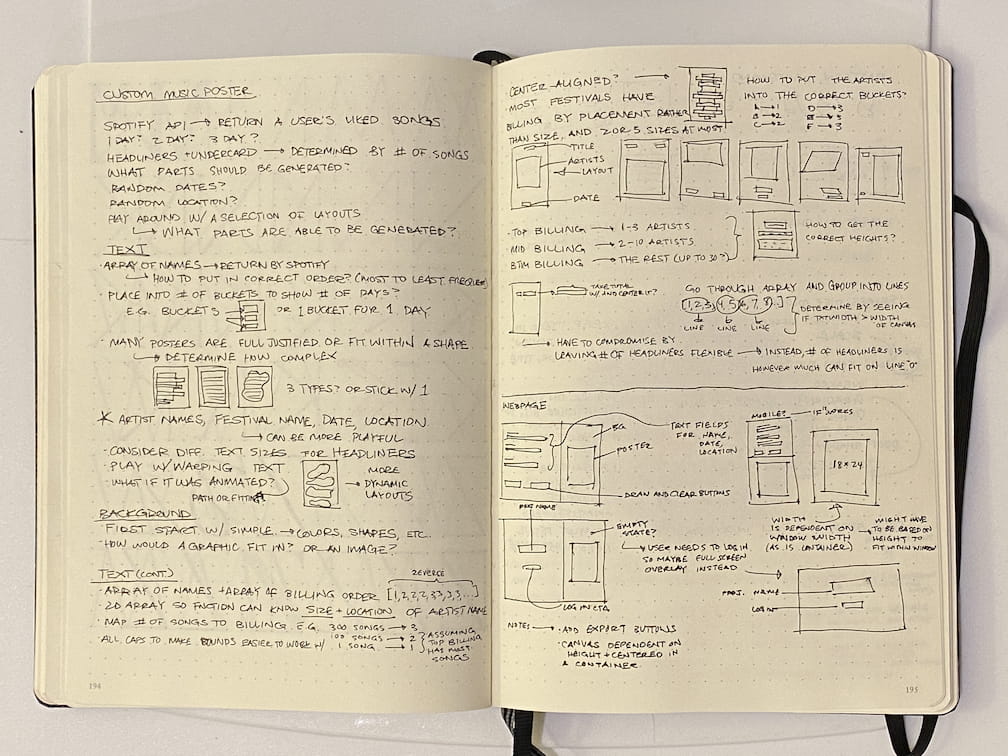 CUSTOM MUSIC POSTER
SPOTIFY API → RETURN A USER'S LIKED SONGS
1 DAY? 2 DAY? 3 DAY?
HEADLINERS + UNDERCARD → DETERMINED BY # OF SONGS
WHAT PARTS SHOULD BE GENERATED?
RANDOM DATES?
RANDOM LOCATION?
PLAY AROUND W/ A SELECTION OF LAYOUTS
↳ WHAT PARTS ARE ABLE TO BE GENERATED?
TEXT
· ARRAY OF NAMES → RETURN BY SPOTIFY
↳ HOW TO PUT IN CORRECT ORDER? (MOST TO LEAST FREQUENT)
· PLACE INTO # OF BUCKETS TO SHOW # OF DAYS?
E.G. BUCKETS OR 1 BUCKET FOR 1 DAY
· MANY POSTERS ARE FULL JUSTIFIED OR FIT WITHIN A SHAPE
↳ DETERMINE HOW COMPLEX
3 TYPES? OR STICK W/ 1
* ARTIST NAMES, FESTIVAL NAME, DATE, LOCATION
↳ CAN BE MORE PLAYFUL
· CONSIDER DIFF. TEXT SIZES FOR HEADLINERS
· PLAY W/ WARPING TEXT
· WHAT IF IT WAS ANIMATED?
PATH OR FITTING
MORE
→ DYNAMIC
LAYOUTS
BACKGROUND
· FIRST START W/ SIMPLE → COLORS, SHAPES, ETC.
· HOW WOULD A GRAPHIC FIT IN? OR AN IMAGE?
TEXT (CONT.)
REVERSE
· ARRAY OF NAMES + ARRAY OF BILLING ORDER [1,2,2,2,3,3,3,3...]
· 2D ARRAY SO FNCTION CAN KNOW SIZE + LOCATION OF ARTIST NAME
· MAP # OF SONGS TO BILLING. E.G. 300 SONGS → 3
100 SONGS → 2
· ALL CAPS TO MAKE BOUNDS EASIER TO WORK W/ 1 SONG → 1
ASSUMING
TOP BILLING
HAS MOST
SONGS
194
CENTER-ALIGNED?
· MOST FESTIVALS HAVE
BILLING BY PLACEMENT RATHER
THAN SIZE, AND 2 OR 3 SIZES AT MOST
HOW TO PUT THE ARTISTS
INTO THE CORRECT BUCKETS?
A → 1 D → 3
B → 2 E → 3
C → 2 F → 3
TITLE
ARTISTS
LAYOUT
DATE
· TOP BILLING → 1-3 ARTISTS
· MID BILLING → 2-10 ARTISTS
· BTM BILLING → THE REST (UP TO 30?)
HOW TO GET THE
CORRECT HEIGHTS?
TAKE TOTAL
W/ AND CENTER IT?
GO THROUGH ARRAY AND GROUP INTO LINES
[1,2,3,4,5,6,7,8...]
LINE LINE LINE
DETERMINE BY SEEING
IF TXTWIDTH > WIDTH
OF CANVAS
↳ HAVE TO COMPROMISE BY
LEAVING # OF HEADLINERS FLEXIBLE → INSTEAD, # OF HEADLINERS IS
HOWEVER MUCH CAN FIT ON LINE "0"
WEBPAGE
BG
POSTER
TEXT FIELDS
FOR NAME,
DATE,
LOCATION
DRAW AND CLEAR BUTTONS
MOBILE? → IF WORKS
18 x 24
WIDTH
IS DEPENDENT ON
WINDOW WIDTH
(AS IS CONTAINER)
→ MIGHT HAVE
TO BE BASED ON
HEIGHT TO
FIT WITHIN WINDOW
EMPTY
STATE?
↳ USER NEEDS TO LOG IN,
SO MAYBE FULL SCREEN
OVERLAY INSTEAD
LOG IN CTA
PROJ. NAME
LOG IN
NOTES → · ADD EXPORT BUTTONS
· CANVAS DEPENDENT ON
HEIGHT + CENTERED IN
A CONTAINER
195